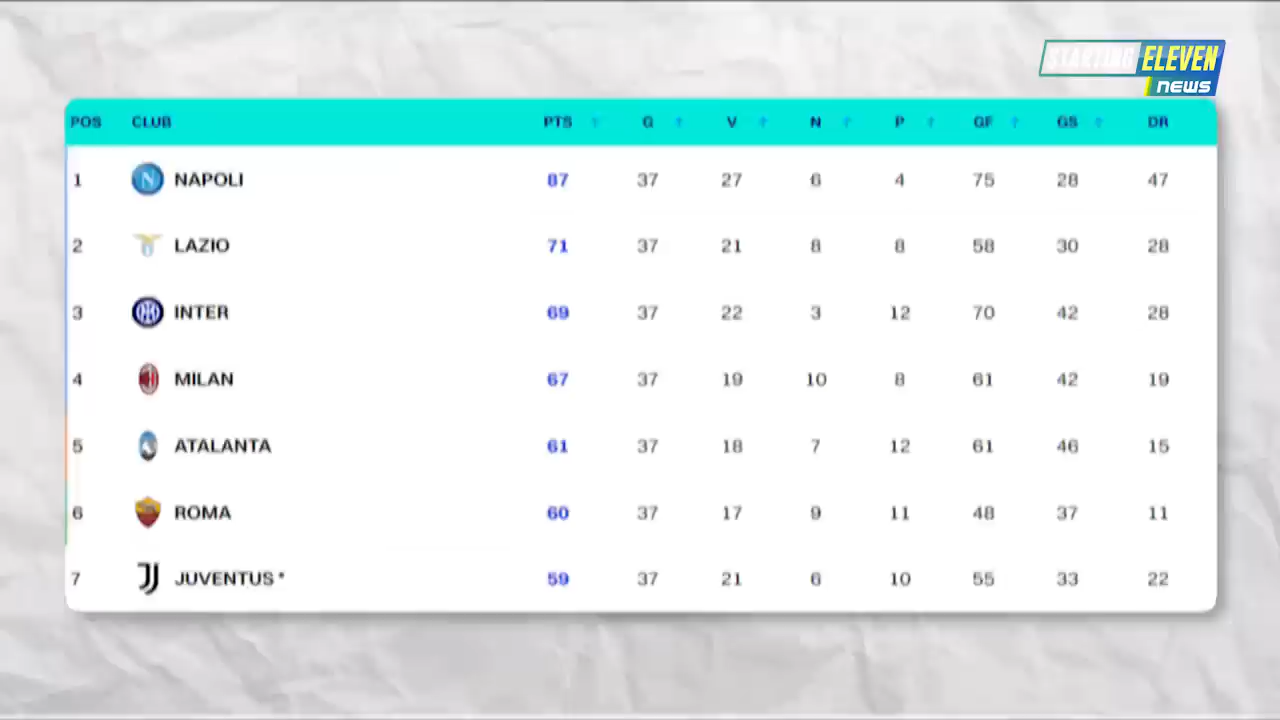 STARTING ELEVEN
news
POS CLUB PTS G V N P GF GS DR
1 NAPOLI 87 37 27 6 4 75 28 47
2 LAZIO 71 37 21 8 8 58 30 28
3 INTER 69 37 22 3 12 70 42 28
4 MILAN 67 37 19 10 8 61 42 19
5 ATALANTA 61 37 18 7 12 61 46 15
6 ROMA 60 37 17 9 11 48 37 11
7 JUVENTUS* 59 37 21 6 10 55 33 22